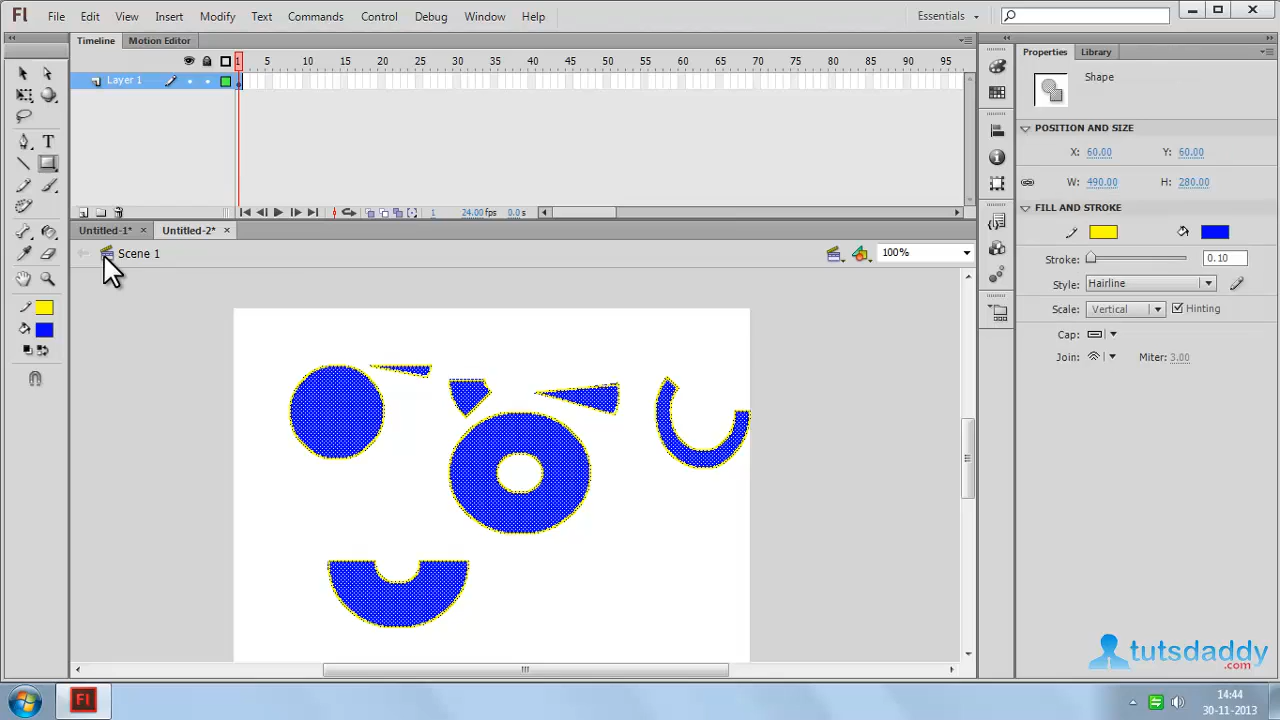 Fl File Edit View Insert Modify Text Commands Control Debug Window Help Essentials
Timeline Motion Editor
1 5 10 15 20 25 30 35 40 45 50 55 60 65 70 75 80 85 90 95
Layer 1
1 24.00 fps 0.0 s
Untitled-1* Untitled-2*
Scene 1 100%
Properties Library
Shape
POSITION AND SIZE
X: 60.00 Y: 60.00
W: 490.00 H: 280.00
FILL AND STROKE
Stroke: 0.10
Style: Hairline
Scale: Vertical Hinting
Cap:
Join: Miter: 3.00
tutsdaddy
.com
Fl
14:44
30-11-2013